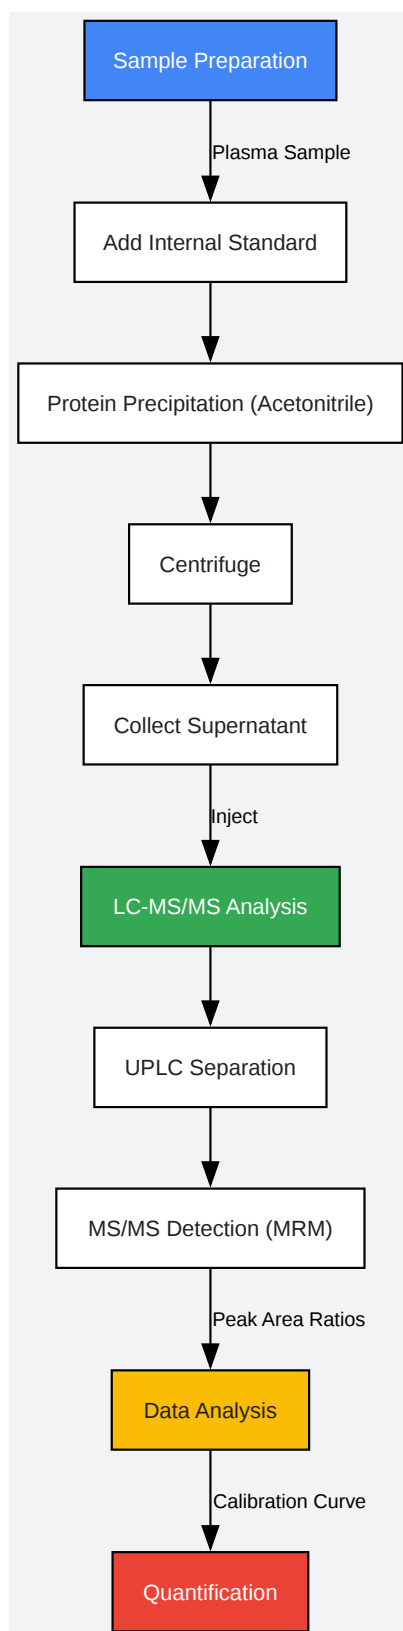 Sample Preparation
Plasma Sample
Add Internal Standard
Protein Precipitation (Acetonitrile)
Centrifuge
Collect Supernatant
Inject
LC-MS/MS Analysis
UPLC Separation
MS/MS Detection (MRM)
Peak Area Ratios
Data Analysis
Calibration Curve
Quantification